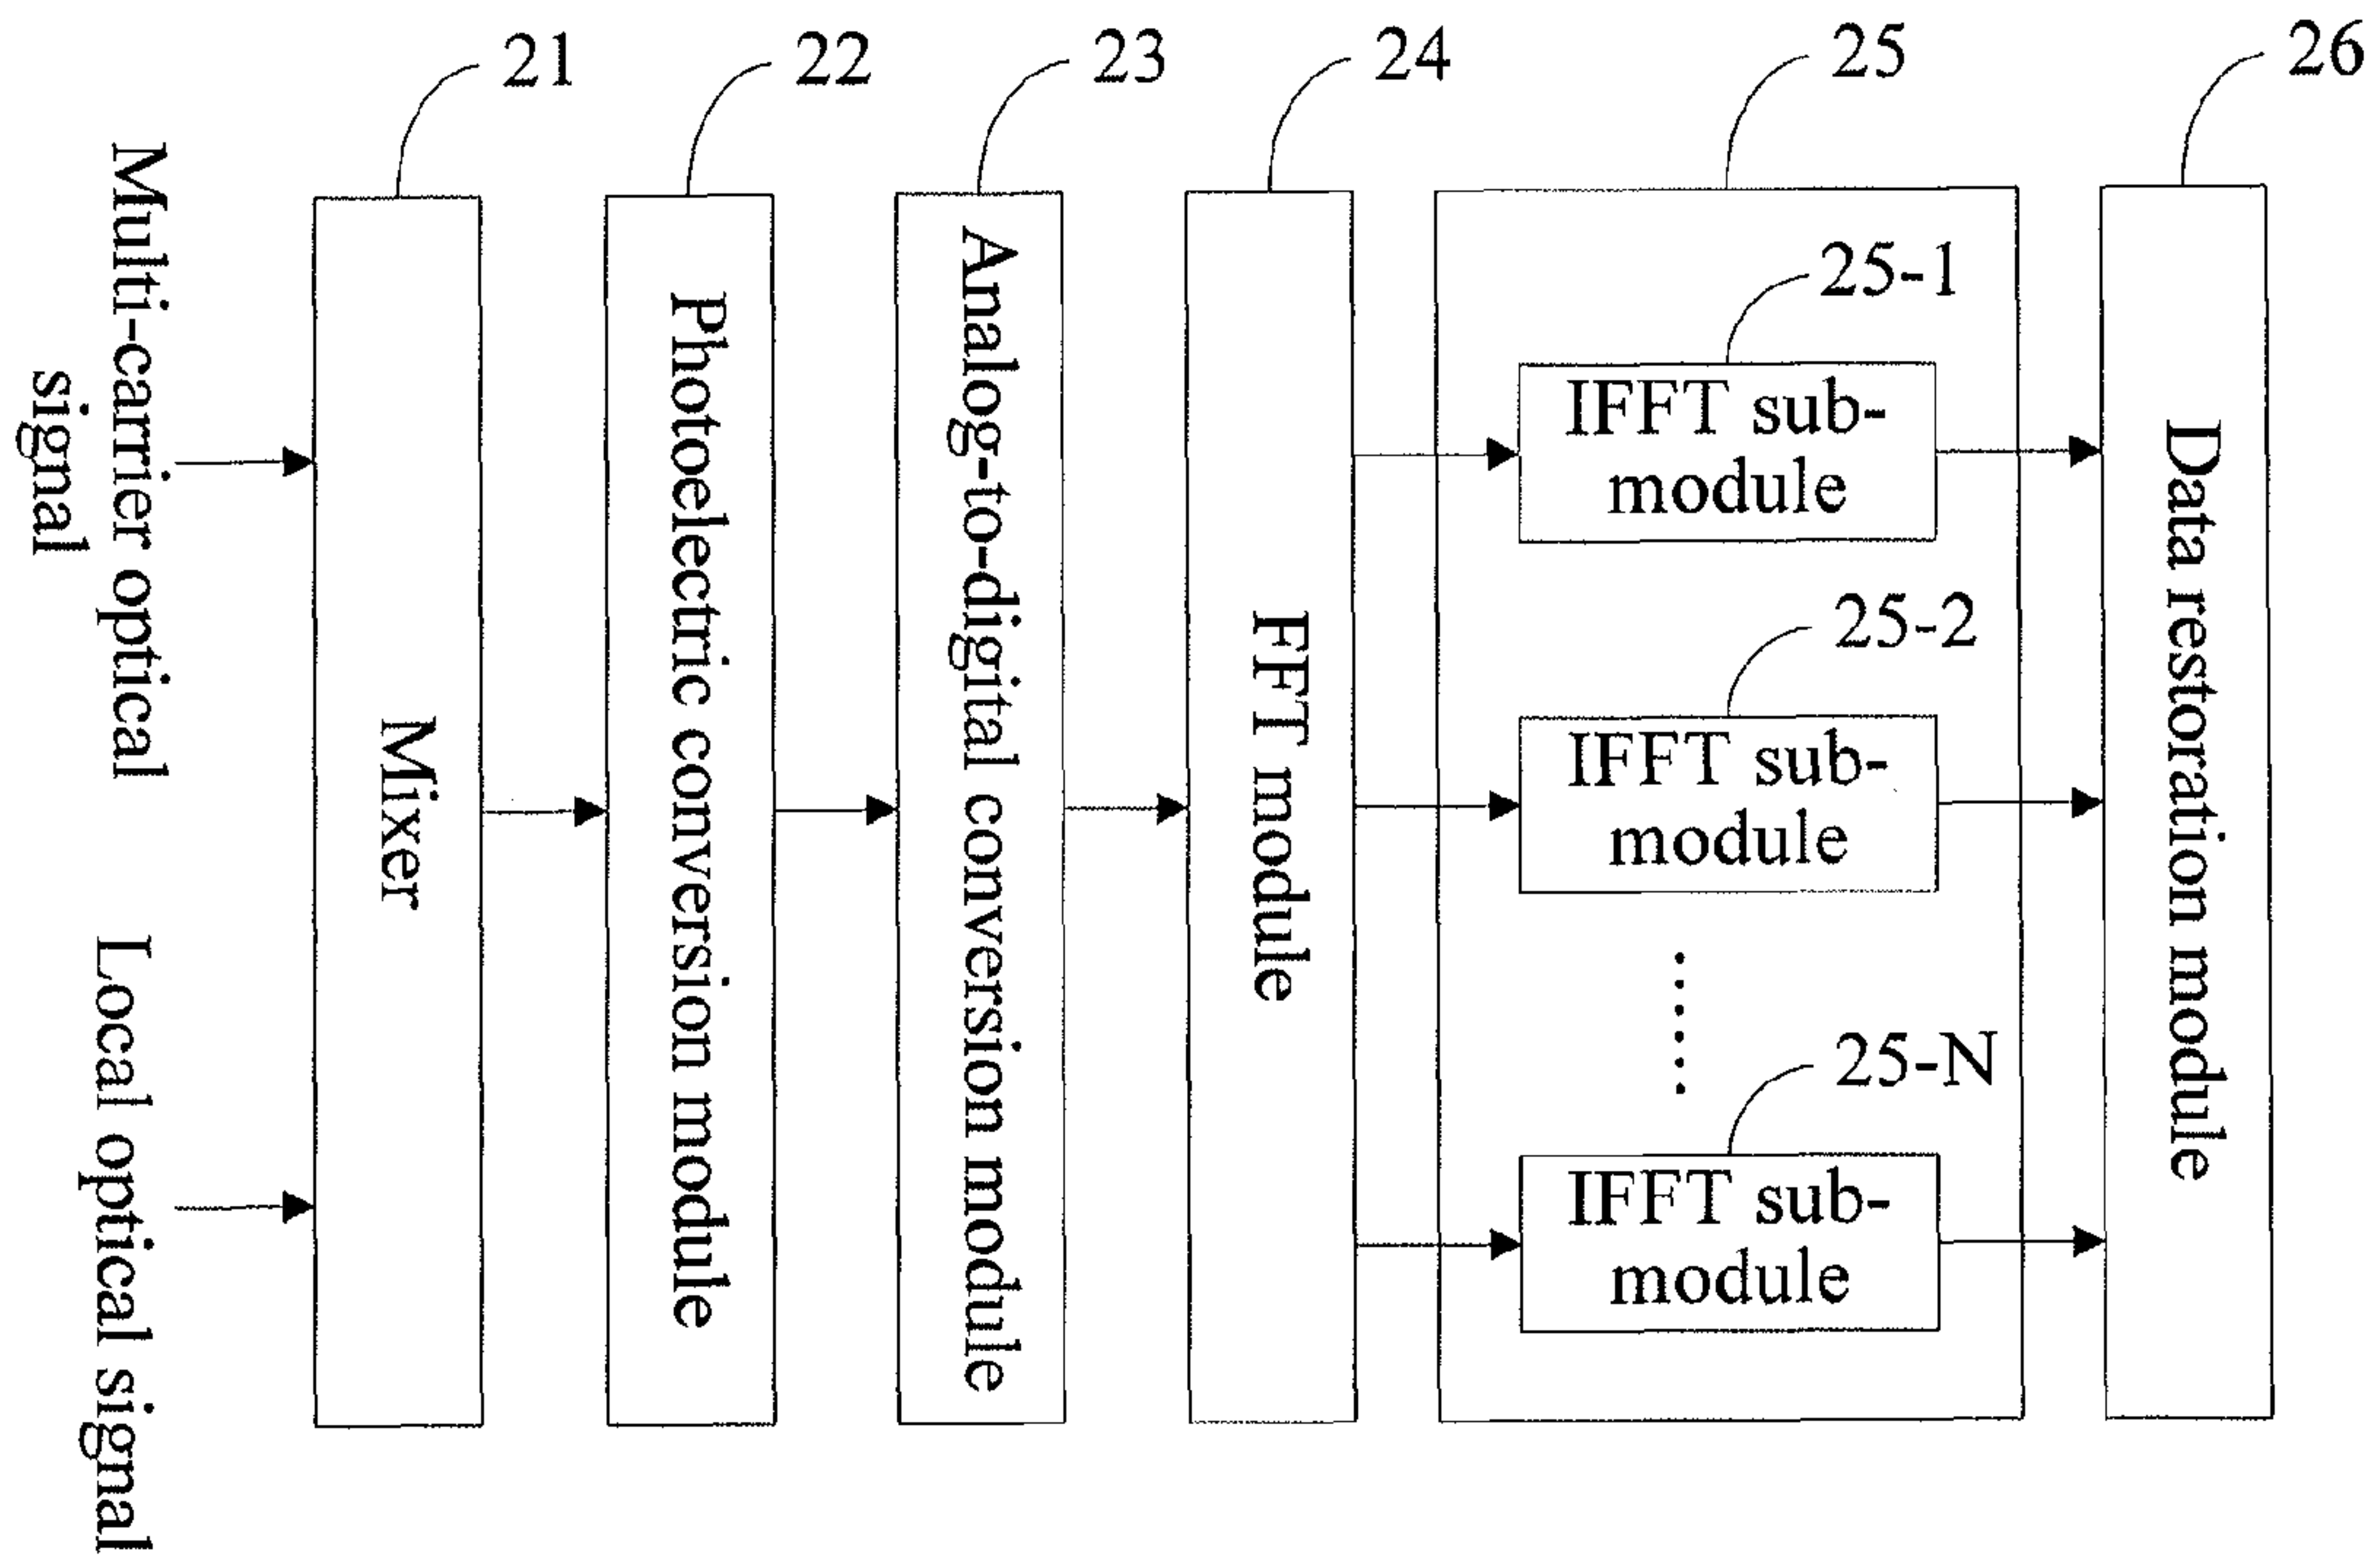 21
22
23
24
25
26
Multi-carrier optical
signal
Local optical signal
Mixer
Photoelectric conversion module
Analog-to-digital conversion module
FFT module
25-1
IFFT sub-
module
25-2
IFFT sub-
module
......
25-N
IFFT sub-
module
Data restoration module